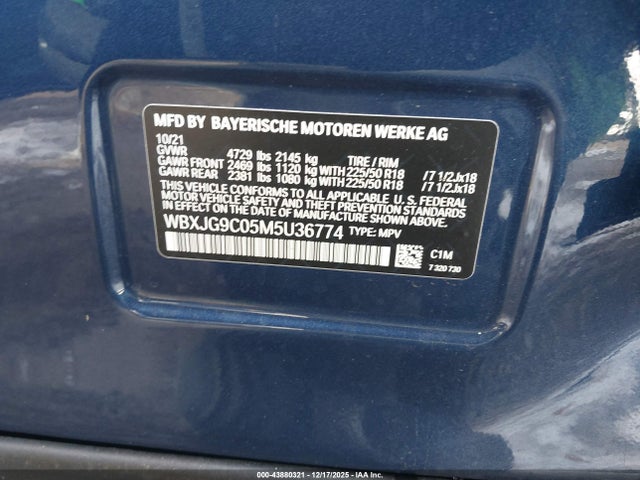 MFD BY BAYERISCHE MOTOREN WERKE AG
10/21
GVWR 4729 lbs 2145 kg TIRE / RIM
GAWR FRONT 2469 lbs 1120 kg WITH 225/50 R18 / 7 1/2Jx18
GAWR REAR 2381 lbs 1080 kg WITH 225/50 R18 / 7 1/2Jx18
THIS VEHICLE CONFORMS TO ALL APPLICABLE U. S. FEDERAL
MOTOR VEHICLE SAFETY, BUMPER, AND THEFT PREVENTION
STANDARDS IN EFFECT ON THE DATE OF MANUFACTURE SHOWN ABOVE.
WBXJG9C05M5U36774 TYPE: MPV
C1M
7 320 730
000-43880321 - 12/17/2025 - IAA Inc.